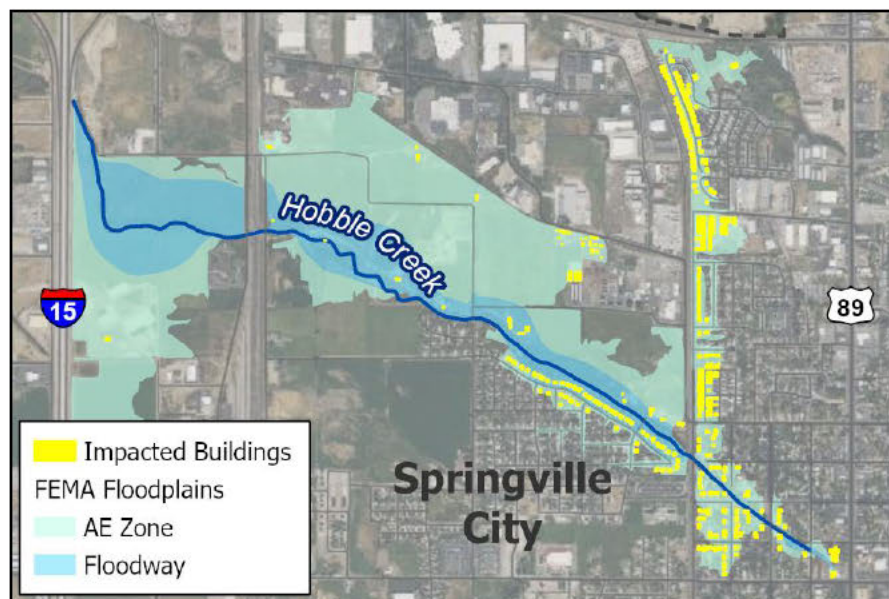 Hobble Creek
15
89
Springville
City
Impacted Buildings
FEMA Floodplains
AE Zone
Floodway